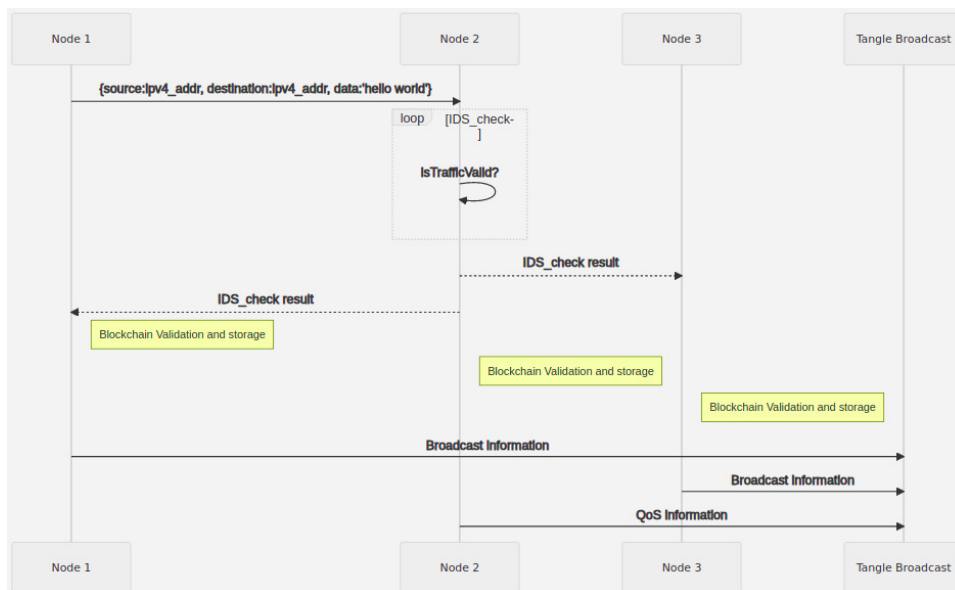 Node 1
Node 2
Node 3
Tangle Broadcast
{source:ipv4_addr, destination:ipv4_addr, data:'hello world'}
loop
[IDS_check-
]
IsTrafficValid?
IDS_check result
IDS_check result
Blockchain Validation and storage
Blockchain Validation and storage
Blockchain Validation and storage
Broadcast Information
Broadcast Information
QoS Information
Node 1
Node 2
Node 3
Tangle Broadcast